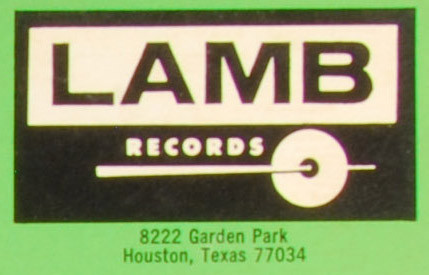 LAMB
RECORDS
8222 Garden Park
Houston, Texas 77034